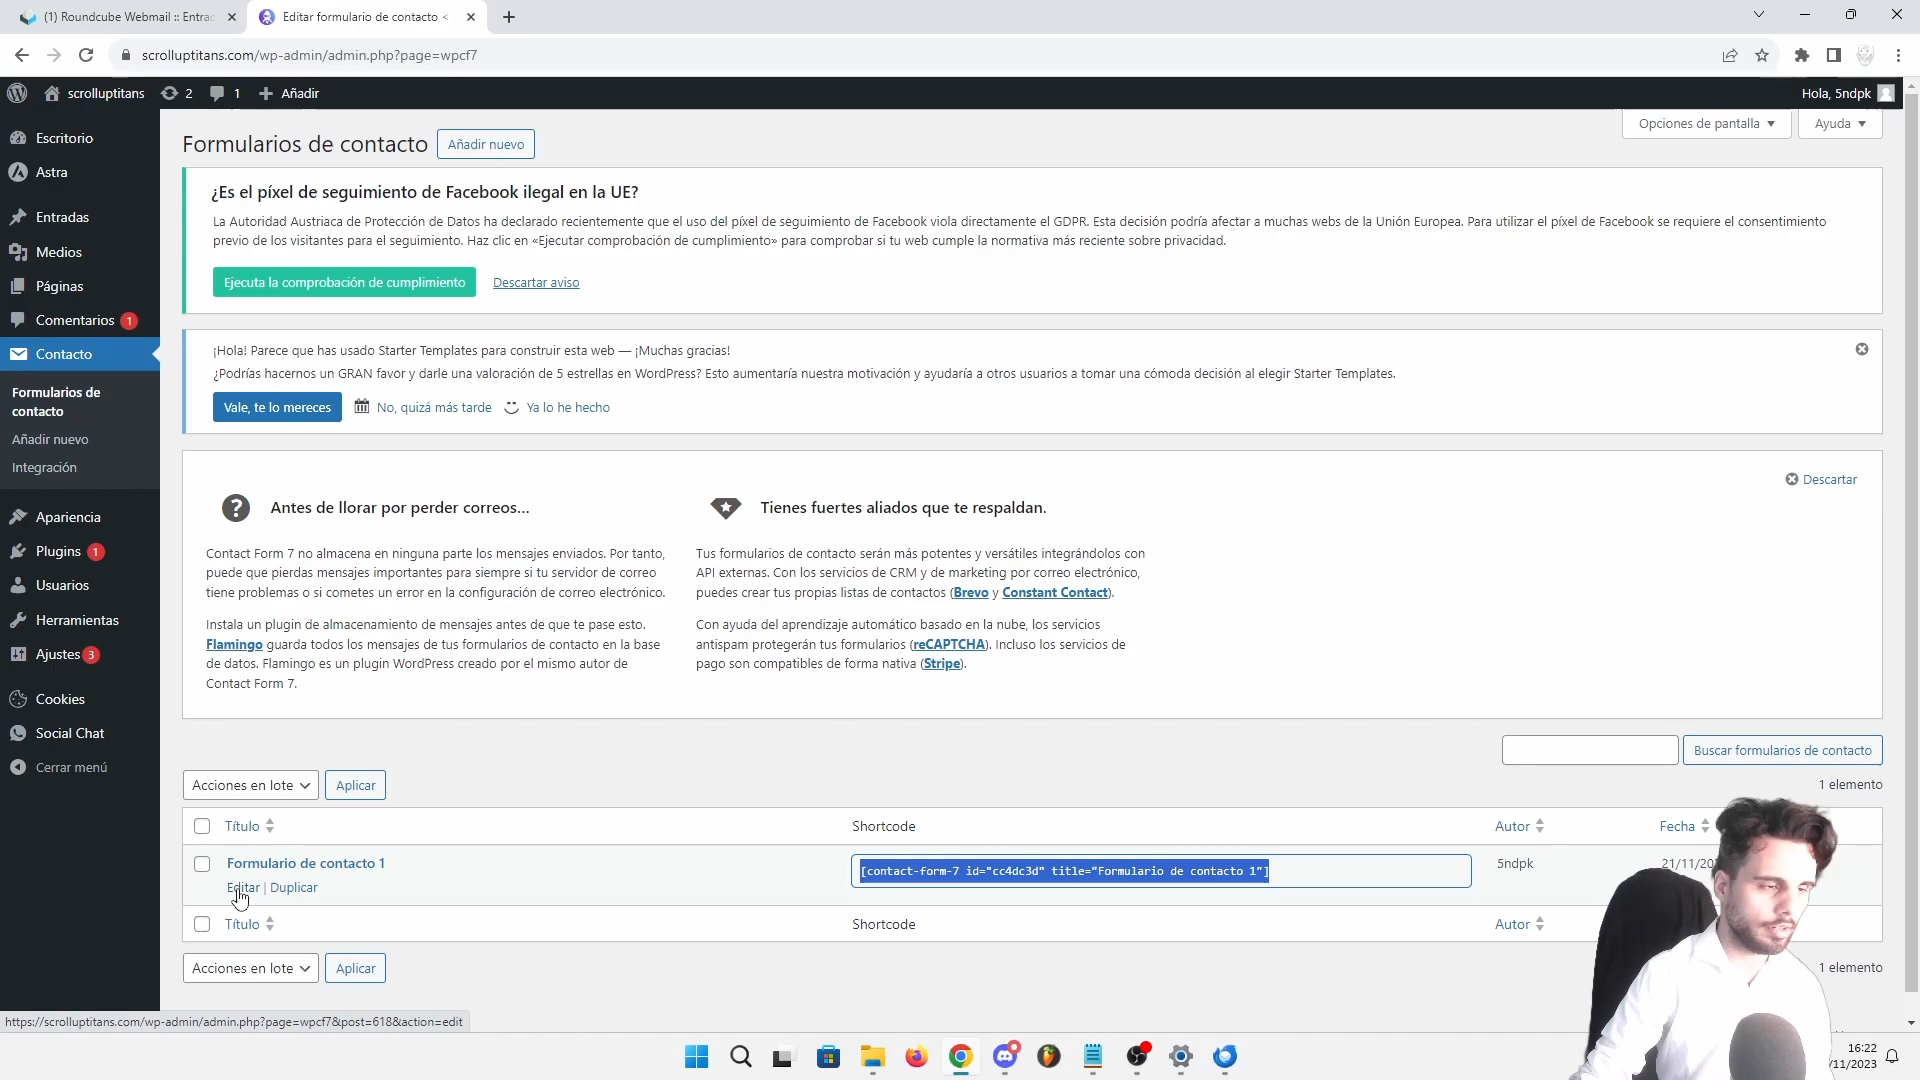 (1) Roundcube Webmail :: Entrac
Editar formulario de contacto <
scrolluptitans.com/wp-admin/admin.php?page=wpcf7
scrolluptitans
2
1
Añadir
Hola, 5ndpk
Opciones de pantalla
Ayuda
Escritorio
Astra
Entradas
Medios
Páginas
Comentarios 1
Contacto
Formularios de
contacto
Añadir nuevo
Integración
Apariencia
Plugins 1
Usuarios
Herramientas
Ajustes 3
Cookies
Social Chat
Cerrar menú
Formularios de contacto
Añadir nuevo
¿Es el píxel de seguimiento de Facebook ilegal en la UE?
La Autoridad Austriaca de Protección de Datos ha declarado recientemente que el uso del píxel de seguimiento de Facebook viola directamente el GDPR. Esta decisión podría afectar a muchas webs de la Unión Europea. Para utilizar el píxel de Facebook se requiere el consentimiento
previo de los visitantes para el seguimiento. Haz clic en «Ejecutar comprobación de cumplimiento» para comprobar si tu web cumple la normativa más reciente sobre privacidad.
Ejecuta la comprobación de cumplimiento
Descartar aviso
¡Hola! Parece que has usado Starter Templates para construir esta web — ¡Muchas gracias!
¿Podrías hacernos un GRAN favor y darle una valoración de 5 estrellas en WordPress? Esto aumentaría nuestra motivación y ayudaría a otros usuarios a tomar una cómoda decisión al elegir Starter Templates.
Vale, te lo mereces
No, quizá más tarde
Ya lo he hecho
Descartar
Antes de llorar por perder correos…
Contact Form 7 no almacena en ninguna parte los mensajes enviados. Por tanto,
puede que pierdas mensajes importantes para siempre si tu servidor de correo
tiene problemas o si cometes un error en la configuración de correo electrónico.
Instala un plugin de almacenamiento de mensajes antes de que te pase esto.
Flamingo guarda todos los mensajes de tus formularios de contacto en la base
de datos. Flamingo es un plugin WordPress creado por el mismo autor de
Contact Form 7.
Tienes fuertes aliados que te respaldan.
Tus formularios de contacto serán más potentes y versátiles integrándolos con
API externas. Con los servicios de CRM y de marketing por correo electrónico,
puedes crear tus propias listas de contactos (Brevo y Constant Contact).
Con ayuda del aprendizaje automático basado en la nube, los servicios
antispam protegerán tus formularios (reCAPTCHA). Incluso los servicios de
pago son compatibles de forma nativa (Stripe).
Buscar formularios de contacto
Acciones en lote
Aplicar
1 elemento
Título
Shortcode
Autor
Fecha
Formulario de contacto 1
Editar | Duplicar
[contact-form-7 id="cc4dc3d" title="Formulario de contacto 1"]
5ndpk
21/11/20
Título
Shortcode
Autor
Acciones en lote
Aplicar
1 elemento
https://scrolluptitans.com/wp-admin/admin.php?page=wpcf7&post=618&action=edit
16:22
/11/2023